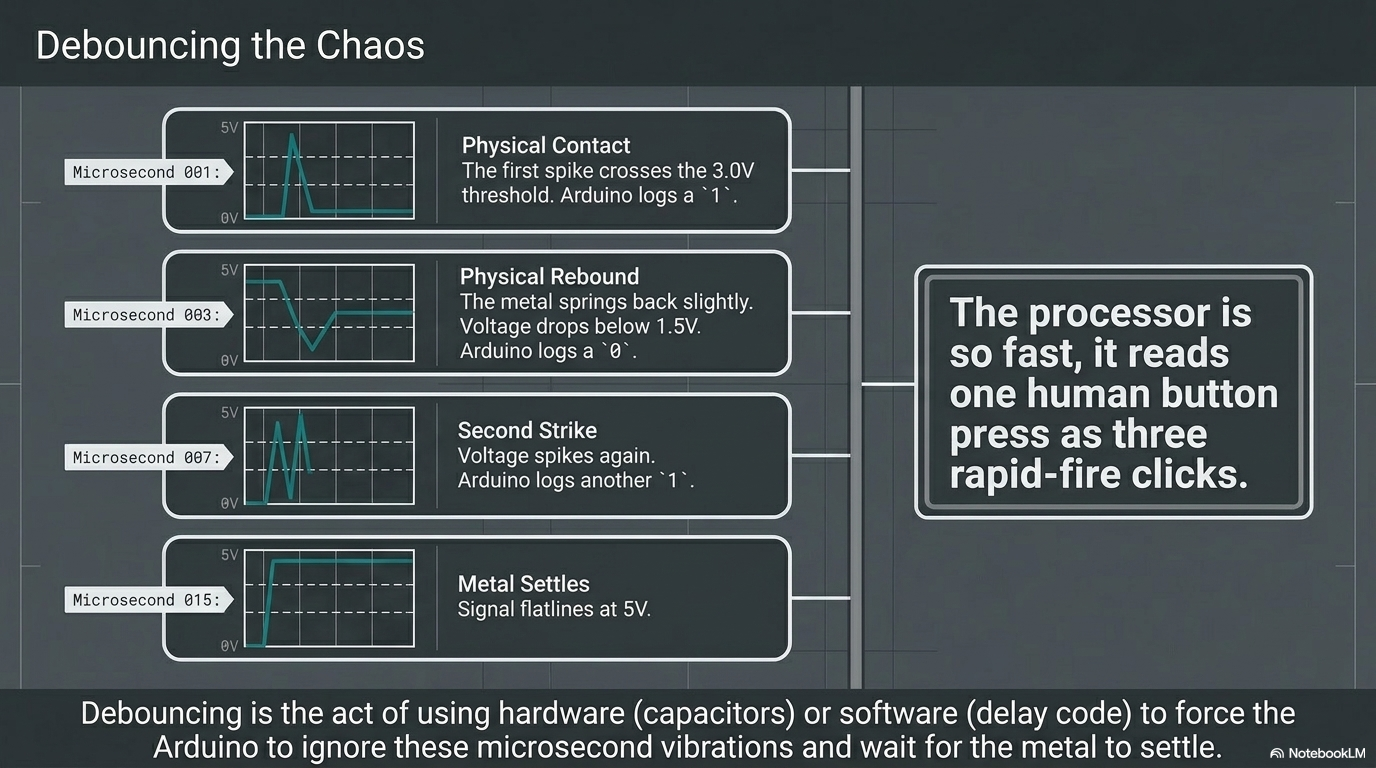 Debouncing the Chaos
Microsecond 001:
5V
0V
Physical Contact
The first spike crosses the 3.0V
threshold. Arduino logs a `1`.
Microsecond 003:
5V
0V
Physical Rebound
The metal springs back slightly.
Voltage drops below 1.5V.
Arduino logs a `0`.
Microsecond 007:
5V
0V
Second Strike
Voltage spikes again.
Arduino logs another `1`.
Microsecond 015:
5V
0V
Metal Settles
Signal flatlines at 5V.
The processor is
so fast, it reads
one human button
press as three
rapid-fire clicks.
Debouncing is the act of using hardware (capacitors) or software (delay code) to force the
Arduino to ignore these microsecond vibrations and wait for the metal to settle.
NotebookLM